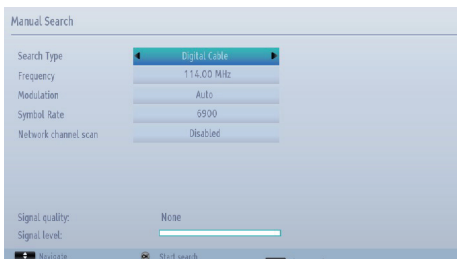 Manual Search
Search Type Digital Cable
Frequency 114.00 MHz
Modulation Auto
Symbol Rate 6900
Network channel scan Disabled
Signal quality: None
Signal level:
Navigate Start search